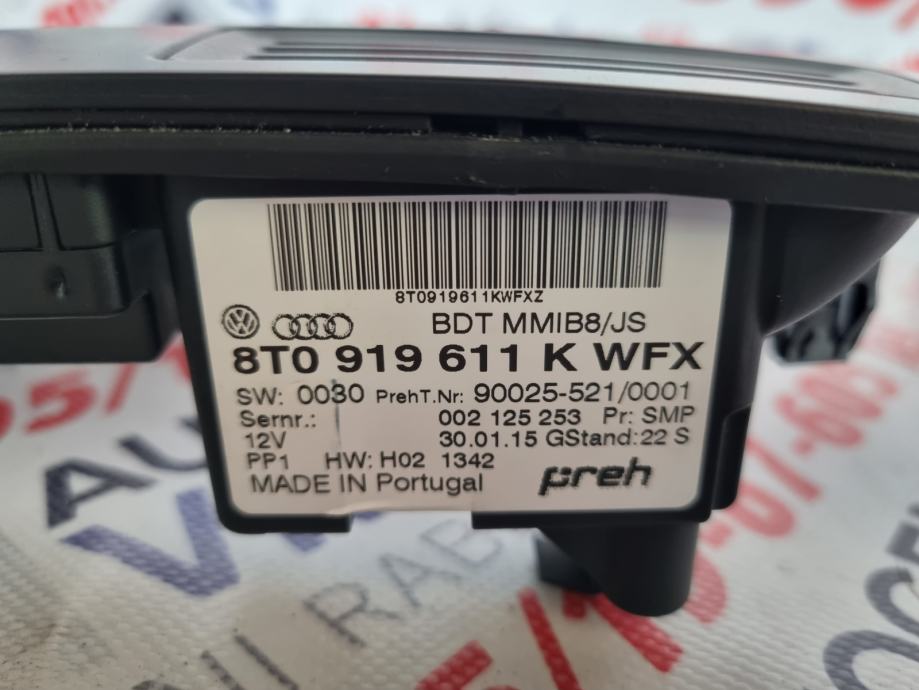 8T0919611KWFXZ
BDT MMIB8/JS
8T0 919 611 K WFX
SW: 0030 PrehT.Nr: 90025-521/0001
Sernr.: 002 125 253 Pr: SMP
12V 30.01.15 GStand:22 S
PP1 HW: H02 1342
MADE IN Portugal preh